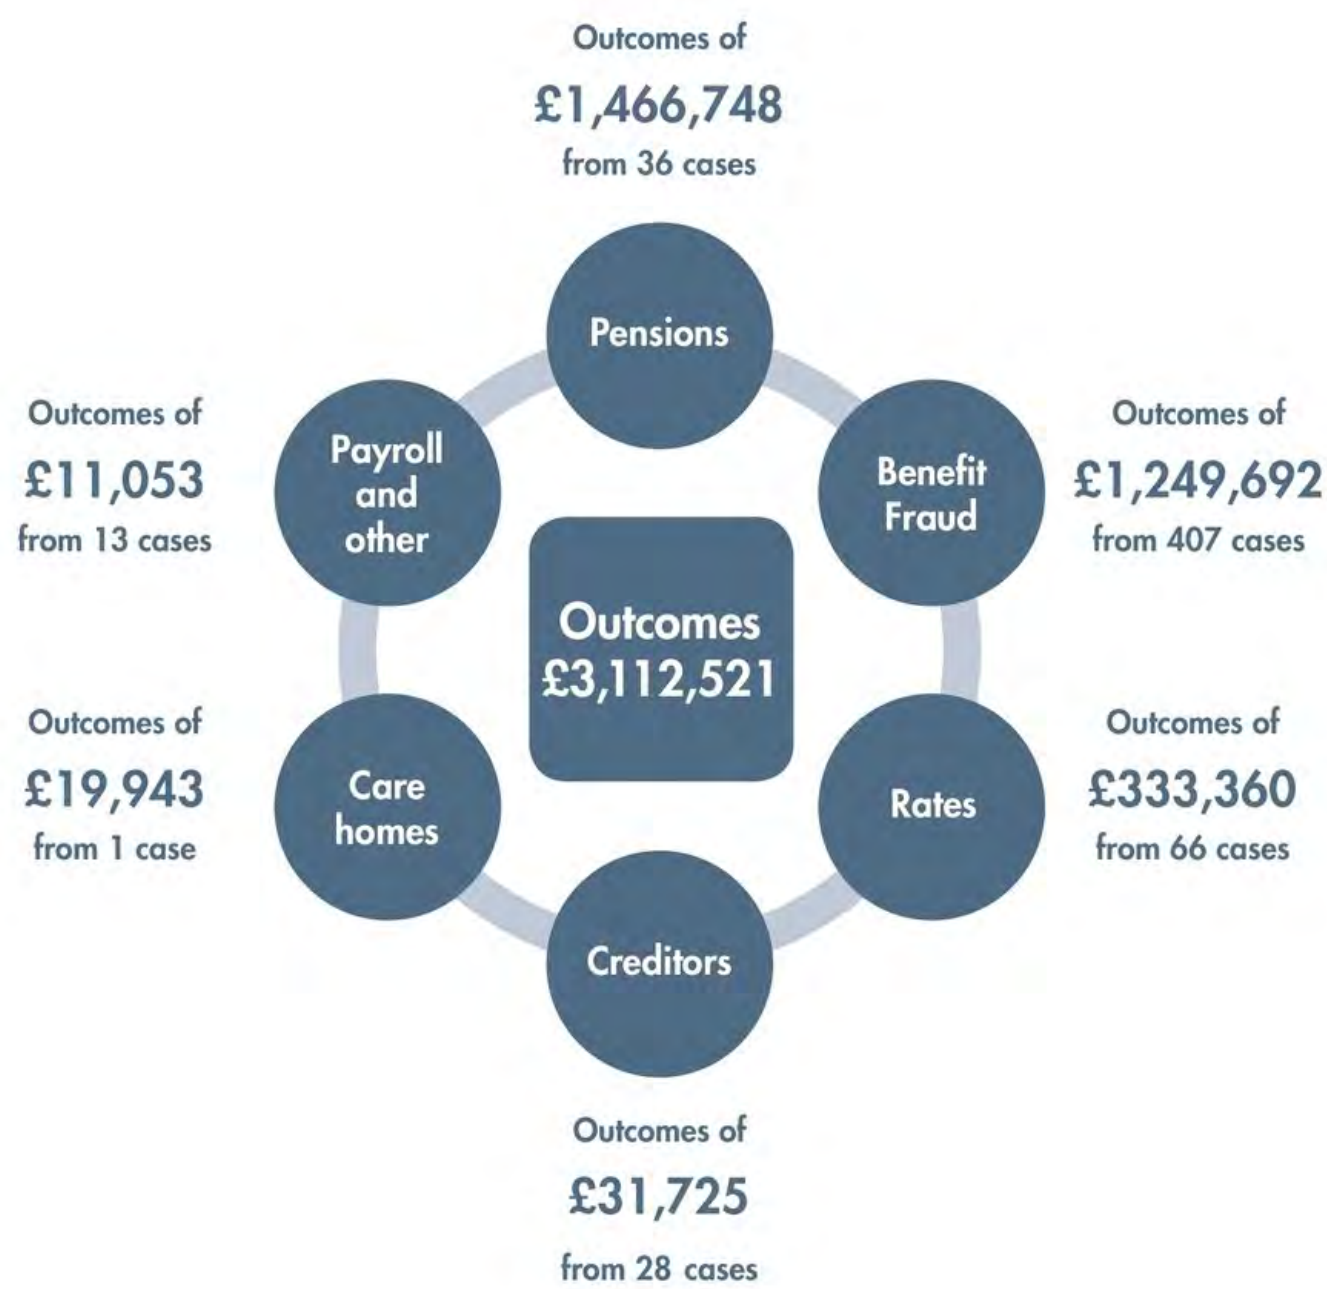 Outcomes of
£1,466,748
from 36 cases
Pensions
Outcomes of
£11,053
from 13 cases
Payroll
and
other
Benefit
Fraud
Outcomes of
£1,249,692
from 407 cases
Outcomes
£3,112,521
Outcomes of
£19,943
from 1 case
Care
homes
Rates
Outcomes of
£333,360
from 66 cases
Creditors
Outcomes of
£31,725
from 28 cases